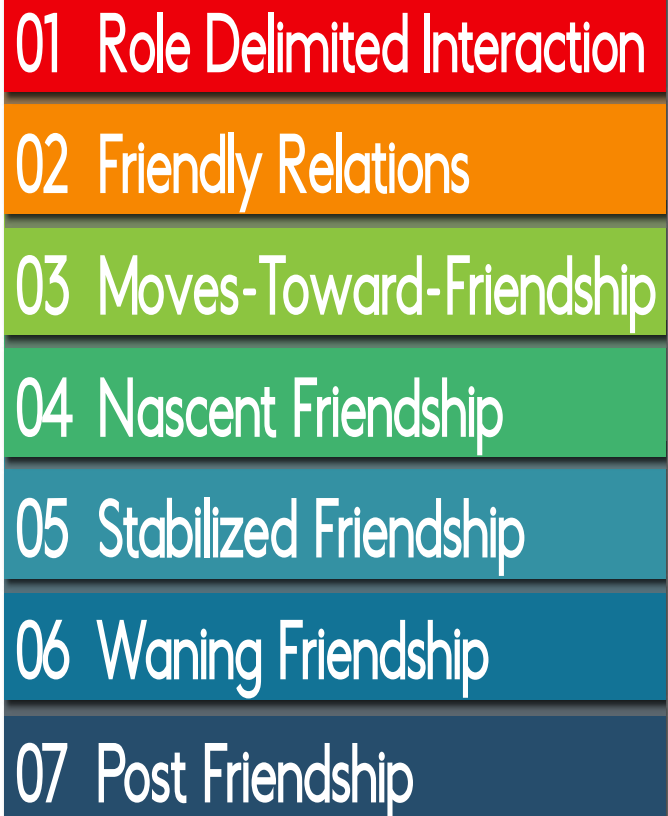 01 Role Delimited Interaction
02 Friendly Relations
03 Moves-Toward-Friendship
04 Nascent Friendship
05 Stabilized Friendship
06 Waning Friendship
07 Post Friendship